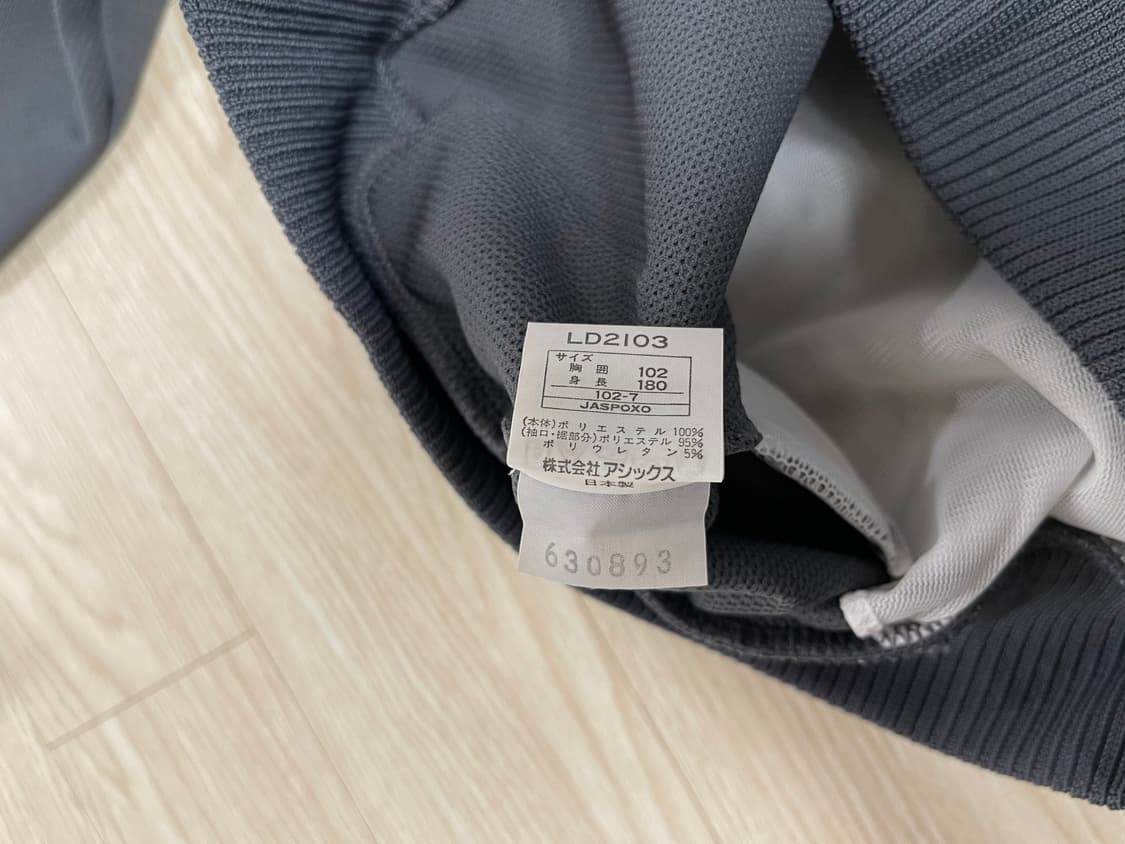 LD2103
サイズ
胸囲 102
身長 180
102-7
JASPOXO
(本体)ポリエステル 100%
(袖口・裾部分)ポリエステル 95%
ポリウレタン 5%
株式会社アシックス
日本製
630893